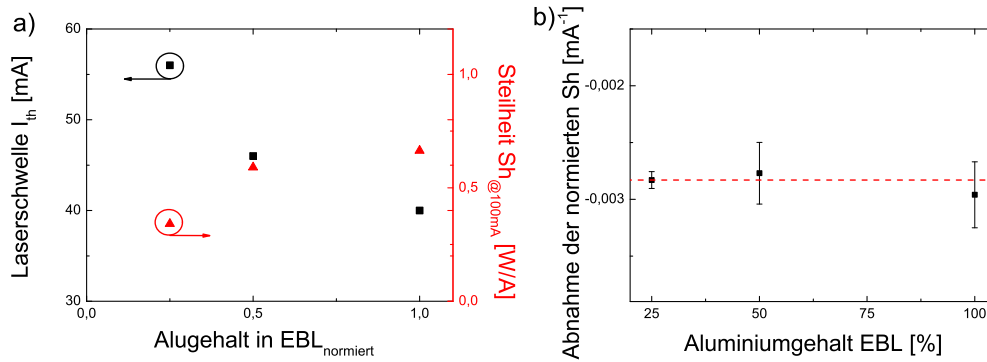 a)
Laserschwelle I_th [mA]
60
50
40
30
0,0
0,5
1,0
Alugehalt in EBL_normiert
1,0
0,5
0,0
Steilheit Sh_@100mA [W/A]
b)
Abnahme der normierten Sh [mA^-1]
-0,002
-0,003
25
50
75
100
Aluminiumgehalt EBL [%]